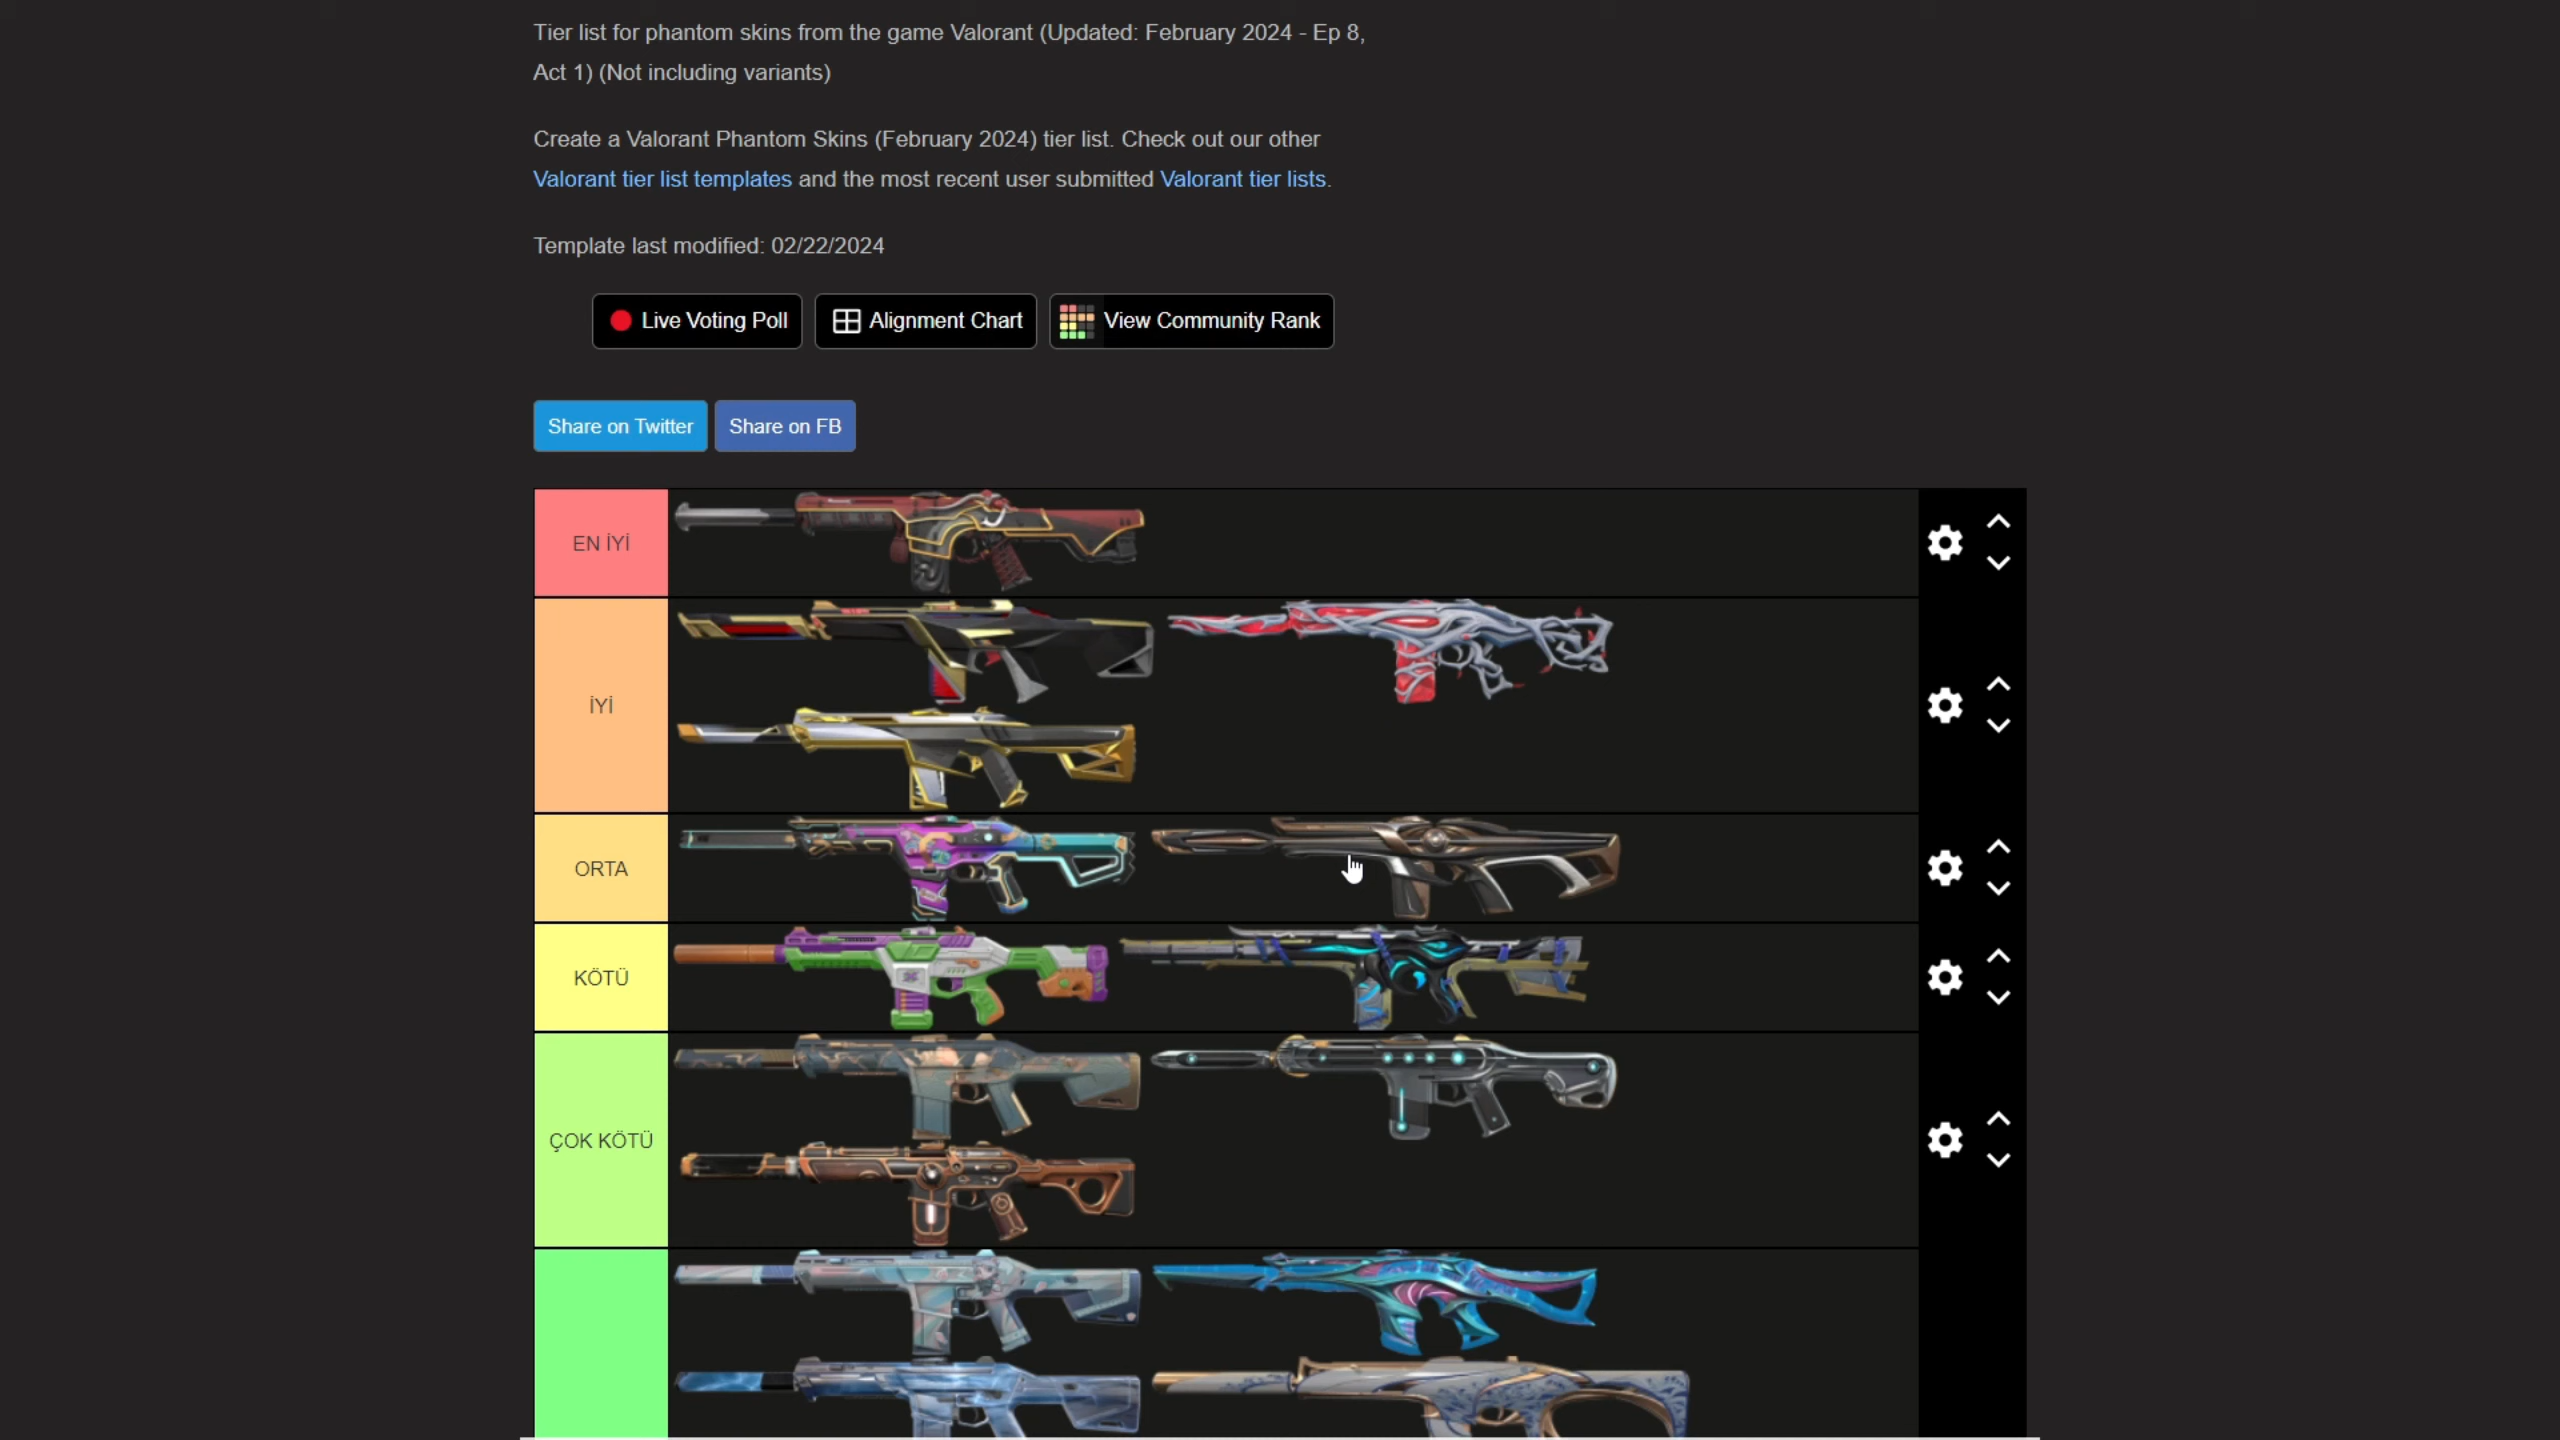 Tier list for phantom skins from the game Valorant (Updated: February 2024 - Ep 8,
Act 1) (Not including variants)
Create a Valorant Phantom Skins (February 2024) tier list. Check out our other
Valorant tier list templates and the most recent user submitted Valorant tier lists.
Template last modified: 02/22/2024
Live Voting Poll
Alignment Chart
View Community Rank
Share on Twitter
Share on FB
EN İYİ
İYİ
ORTA
KÖTÜ
ÇOK KÖTÜ